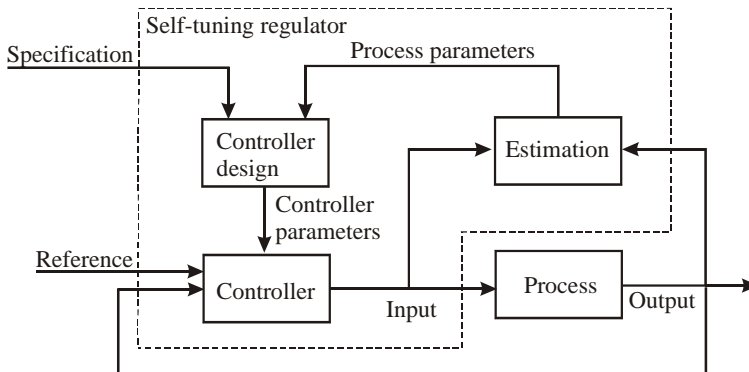 Self-tuning regulator
Specification
Process parameters
Controller
design
Estimation
Controller
parameters
Reference
Controller
Process
Input
Output